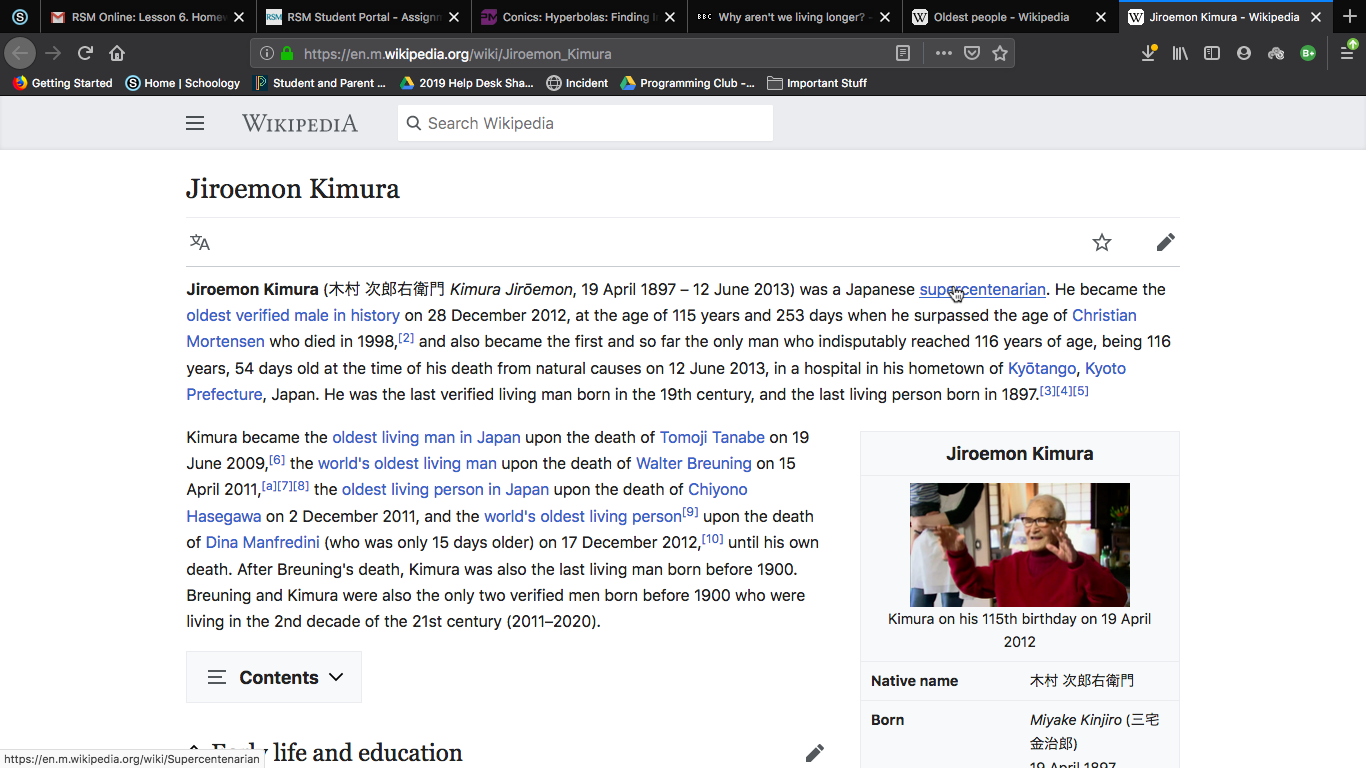 RSM Online: Lesson 6. Home
RSM Student Portal - Assignm
Conics: Hyperbolas: Finding
BBC Why aren't we living longer? -
Oldest people - Wikipedia
Jiroemon Kimura - Wikipedia
https://en.m.wikipedia.org/wiki/Jiroemon_Kimura
Getting Started
Home | Schoology
Student and Parent ...
2019 Help Desk Sha...
Incident
Programming Club -...
Important Stuff
WIKIPEDIA
Search Wikipedia
Jiroemon Kimura
Jiroemon Kimura (木村 次郎右衛門 Kimura Jirōemon, 19 April 1897 – 12 June 2013) was a Japanese supercentenarian. He became the
oldest verified male in history on 28 December 2012, at the age of 115 years and 253 days when he surpassed the age of Christian
Mortensen who died in 1998,[2] and also became the first and so far the only man who indisputably reached 116 years of age, being 116
years, 54 days old at the time of his death from natural causes on 12 June 2013, in a hospital in his hometown of Kyōtango, Kyoto
Prefecture, Japan. He was the last verified living man born in the 19th century, and the last living person born in 1897.[3][4][5]
Kimura became the oldest living man in Japan upon the death of Tomoji Tanabe on 19
June 2009,[6] the world's oldest living man upon the death of Walter Breuning on 15
April 2011,[a][7][8] the oldest living person in Japan upon the death of Chiyono
Hasegawa on 2 December 2011, and the world's oldest living person[9] upon the death
of Dina Manfredini (who was only 15 days older) on 17 December 2012,[10] until his own
death. After Breuning's death, Kimura was also the last living man born before 1900.
Breuning and Kimura were also the only two verified men born before 1900 who were
living in the 2nd decade of the 21st century (2011–2020).
Contents
Early life and education
Jiroemon Kimura
Kimura on his 115th birthday on 19 April
2012
Native name 木村 次郎右衛門
Born Miyake Kinjiro (三宅
金治郎)
19 April 1897
https://en.m.wikipedia.org/wiki/Supercentenarian